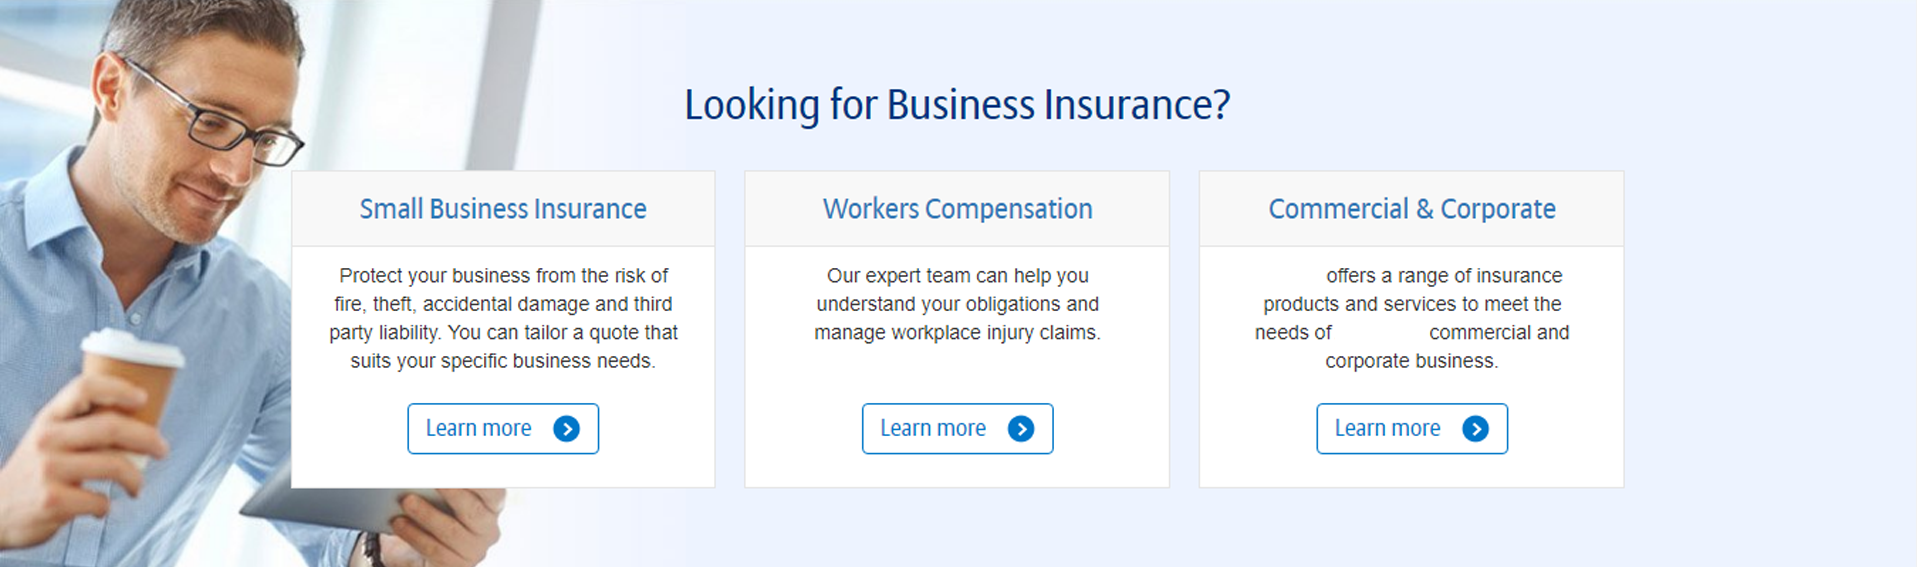 Looking for Business Insurance?
Small Business Insurance
Protect your business from the risk of
fire, theft, accidental damage and third
party liability. You can tailor a quote that
suits your specific business needs.
Learn more
Workers Compensation
Our expert team can help you
understand your obligations and
manage workplace injury claims.
Learn more
Commercial & Corporate
offers a range of insurance
products and services to meet the
needs of commercial and
corporate business.
Learn more